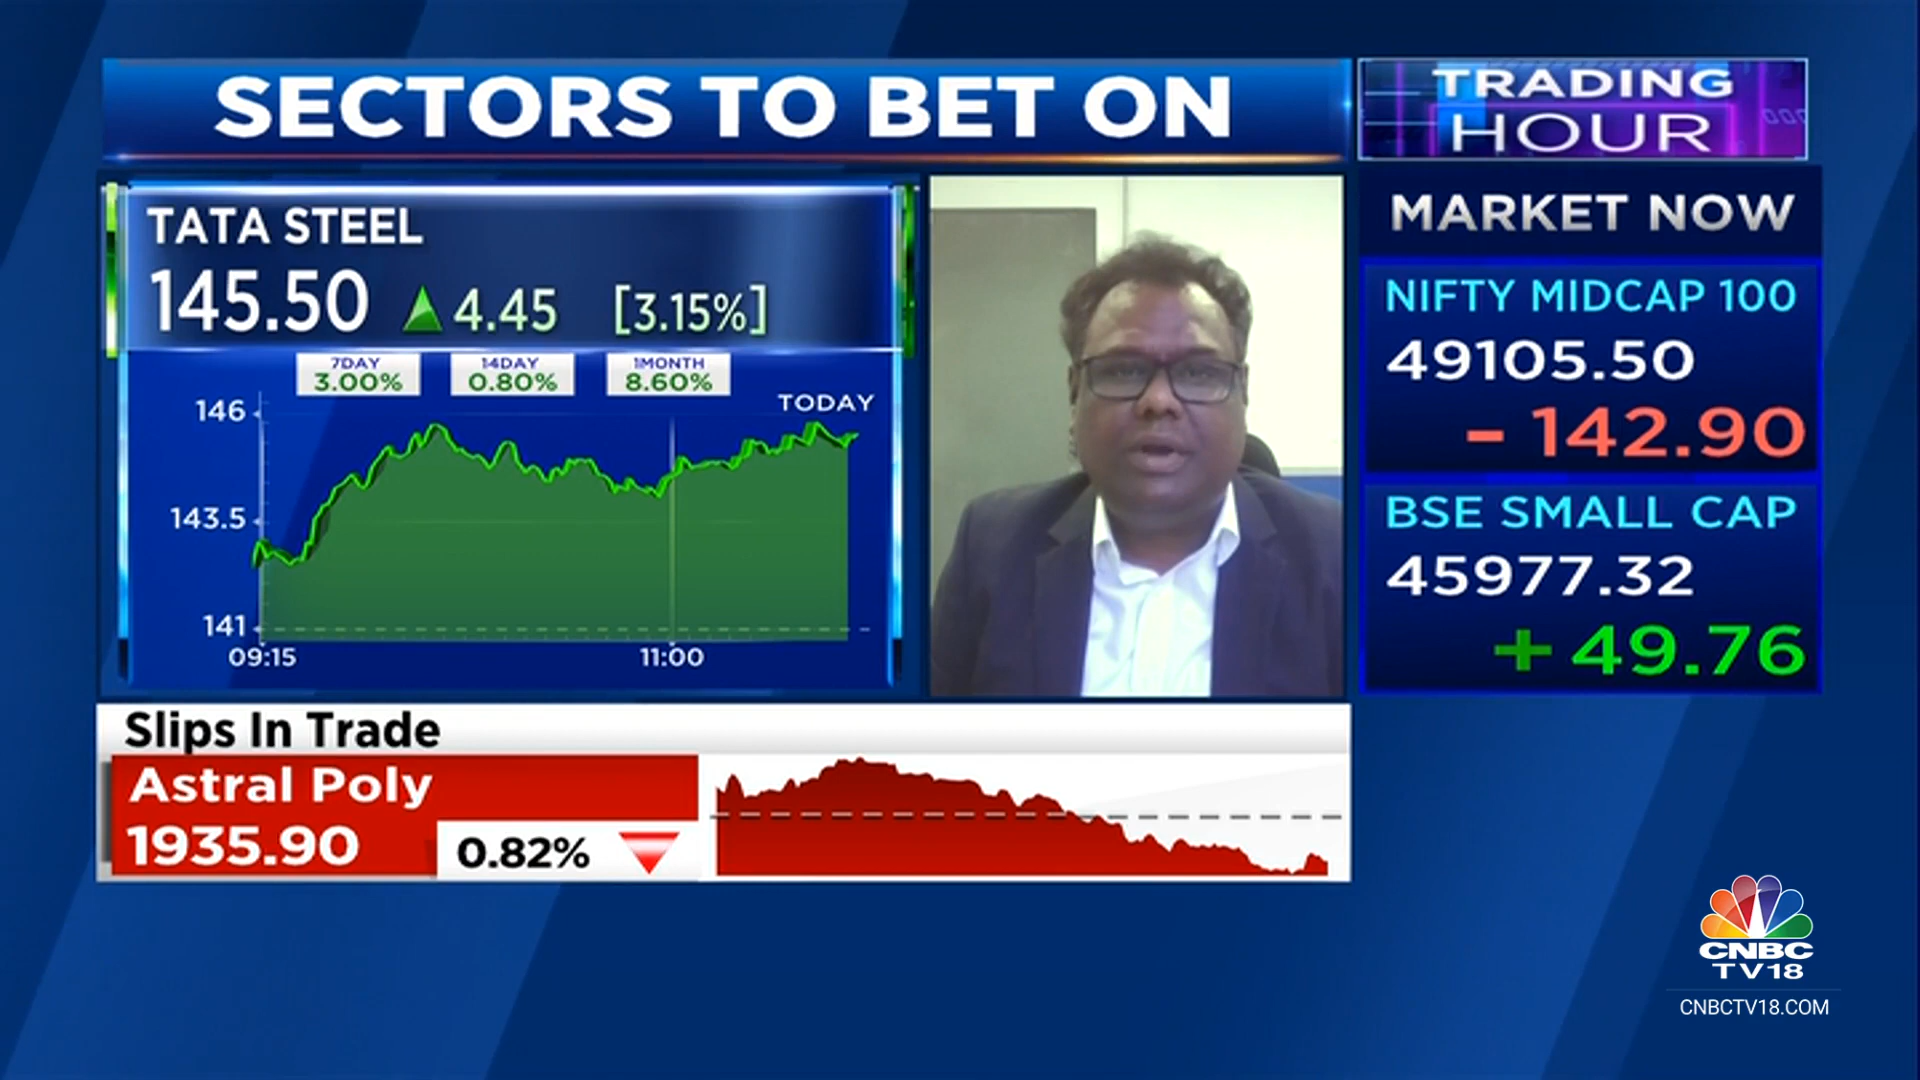 SECTORS TO BET ON
TRADING
HOUR
TATA STEEL
145.50 ▲ 4.45 [3.15%]
7DAY
3.00%
14DAY
0.80%
1MONTH
8.60%
TODAY
146
143.5
141
09:15
11:00
MARKET NOW
NIFTY MIDCAP 100
49105.50
- 142.90
BSE SMALL CAP
45977.32
+ 49.76
Slips In Trade
Astral Poly
1935.90
0.82%
CNBC
TV18
CNBCTV18.COM